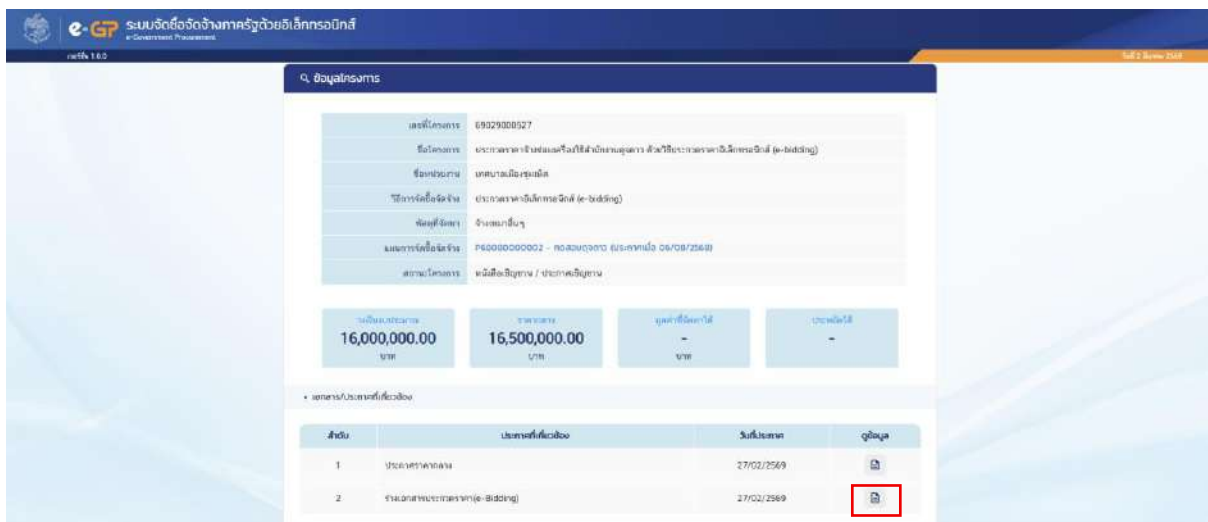 e-GP ระบบจัดซื้อจัดจ้างภาครัฐด้วยอิเล็กทรอนิกส์
e-Government Procurement
เวอร์ชัน 1.0.0
วันที่ 2 มีนาคม 2569
ข้อมูลโครงการ
เลขที่โครงการ 69029000527
ชื่อโครงการ ประกวดราคาจ้างซ่อมเครื่องใช้สำนักงานดูดาว ด้วยวิธีประกวดราคาอิเล็กทรอนิกส์ (e-bidding)
ชื่อหน่วยงาน
วิธีการจัดซื้อจัดจ้าง ประกวดราคาอิเล็กทรอนิกส์ (e-bidding)
พัสดุที่จัดหา จ้างเหมาอื่นๆ
แผนการจัดซื้อจัดจ้าง
สถานะโครงการ หนังสือเชิญชวน / ประกาศเชิญชวน
วงเงินงบประมาณ
16,000,000.00
บาท
ราคากลาง
16,500,000.00
บาท
มูลค่าที่จัดหาได้
-
บาท
ประหยัดได้
-
เอกสาร/ประกาศที่เกี่ยวข้อง
ลำดับ ประกาศที่เกี่ยวข้อง วันที่ประกาศ ดูข้อมูล
1 ประกาศราคากลาง 27/02/2569
2 ร่างเอกสารประกวดราคา(e-Bidding) 27/02/2569